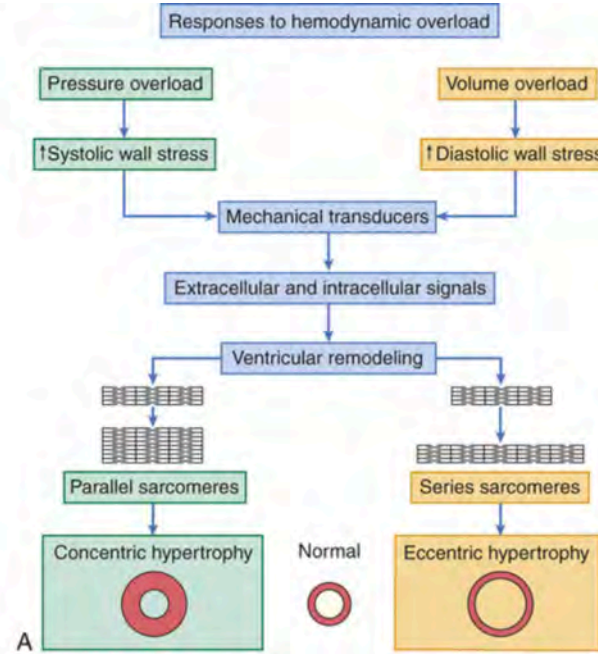 Responses to hemodynamic overload
Pressure overload
Volume overload
↑Systolic wall stress
↑Diastolic wall stress
Mechanical transducers
Extracellular and intracellular signals
Ventricular remodeling
Parallel sarcomeres
Series sarcomeres
Concentric hypertrophy
Normal
Eccentric hypertrophy
A